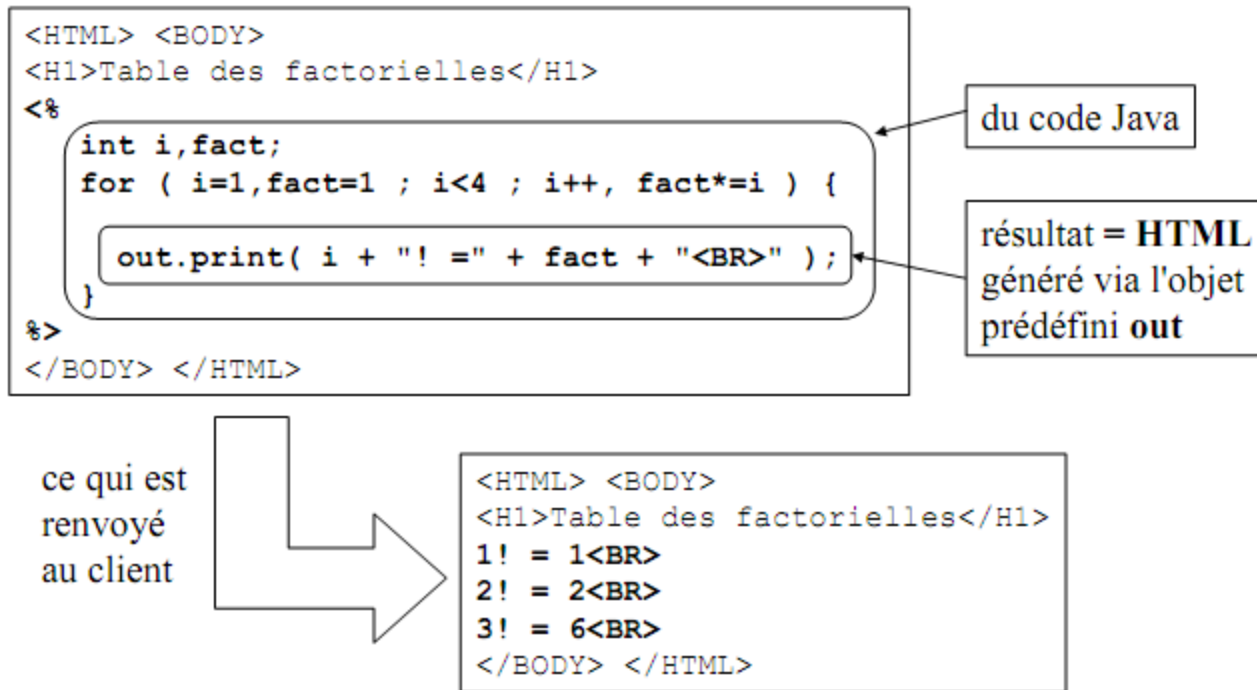 <HTML> <BODY>
<H1>Table des factorielles</H1>
<%
int i,fact;
for ( i=1,fact=1 ; i<4 ; i++, fact*=i ) {
out.print( i + "! =" + fact + "<BR>" );
}
%>
</BODY> </HTML>
du code Java
résultat = HTML
généré via l'objet
prédéfini out
ce qui est
renvoyé
au client
<HTML> <BODY>
<H1>Table des factorielles</H1>
1! = 1<BR>
2! = 2<BR>
3! = 6<BR>
</BODY> </HTML>